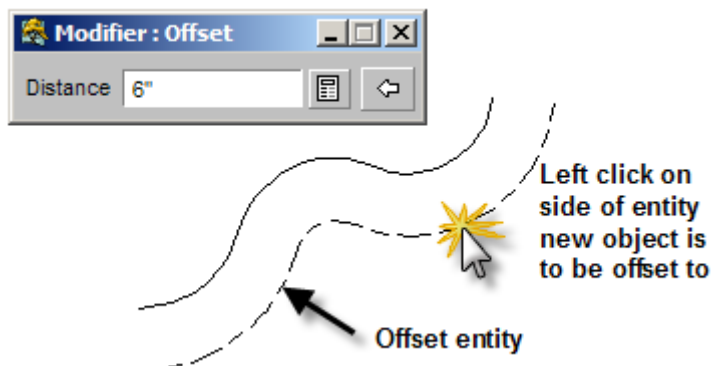 Modifier : Offset
Distance 6"
Left click on
side of entity
new object is
to be offset to
Offset entity